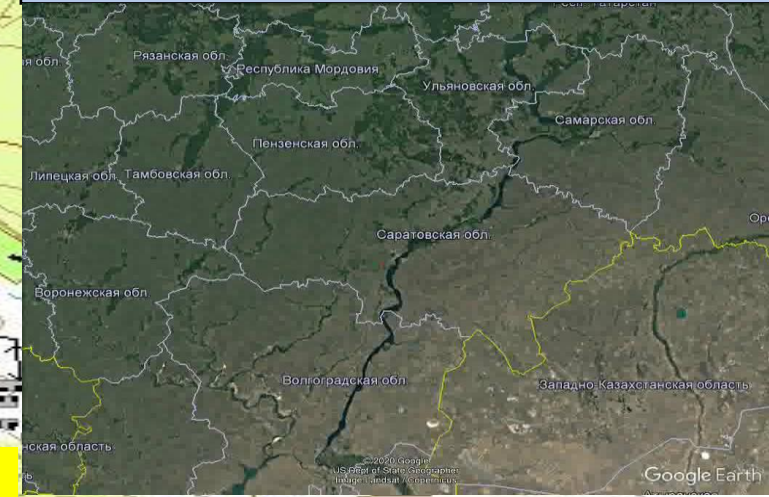 Респ. Татарстан
я обл.
Рязанская обл.
Республика Мордовия
Ульяновская обл.
Самарская обл.
Пензенская обл.
Липецкая обл.
Тамбовская обл.
Оре
Саратовская обл.
Воронежская обл.
Волгоградская обл.
Западно-Казахстанская область
нская область
©2020 Google
US Dept of State Geographer
Image Landsat / Copernicus
Google Earth